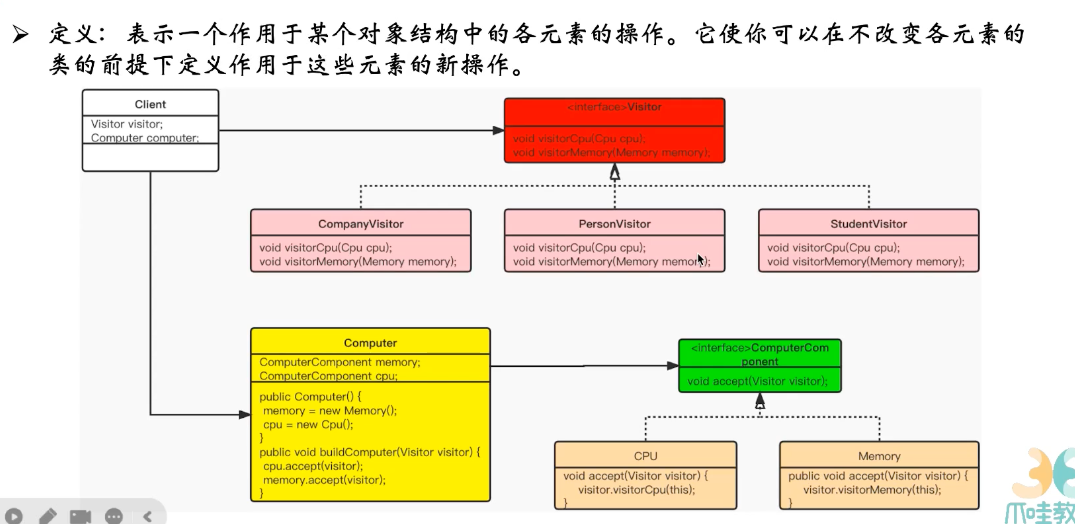 ➢ 定义：表示一个作用于某个对象结构中的各元素的操作。它使你可以在不改变各元素的
类的前提下定义作用于这些元素的新操作。
Client
Visitor visitor;
Computer computer;
<interface>Visitor
void visitorCpu(Cpu cpu);
void visitorMemory(Memory memory);
CompanyVisitor
void visitorCpu(Cpu cpu);
void visitorMemory(Memory memory);
PersonVisitor
void visitorCpu(Cpu cpu);
void visitorMemory(Memory memory);
StudentVisitor
void visitorCpu(Cpu cpu);
void visitorMemory(Memory memory);
Computer
ComputerComponent memory;
ComputerComponent cpu;
public Computer() {
memory = new Memory();
cpu = new Cpu();
}
public void buildComputer(Visitor visitor) {
cpu.accept(visitor);
memory.accept(visitor);
}
<interface>ComputerCom
ponent
void accept(Visitor visitor);
CPU
void accept(Visitor visitor) {
visitor.visitorCpu(this);
}
Memory
public void accept(Visitor visitor) {
visitor.visitorMemory(this);
}
爪哇教